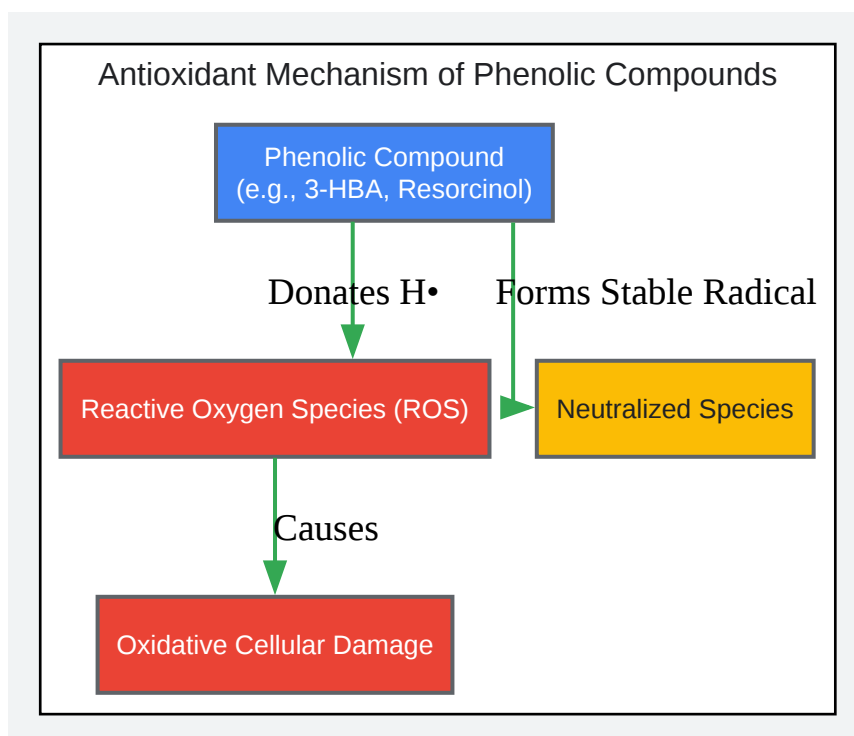 Antioxidant Mechanism of Phenolic Compounds
Phenolic Compound
(e.g., 3-HBA, Resorcinol)
Donates H•
Forms Stable Radical
Reactive Oxygen Species (ROS)
Neutralized Species
Causes
Oxidative Cellular Damage